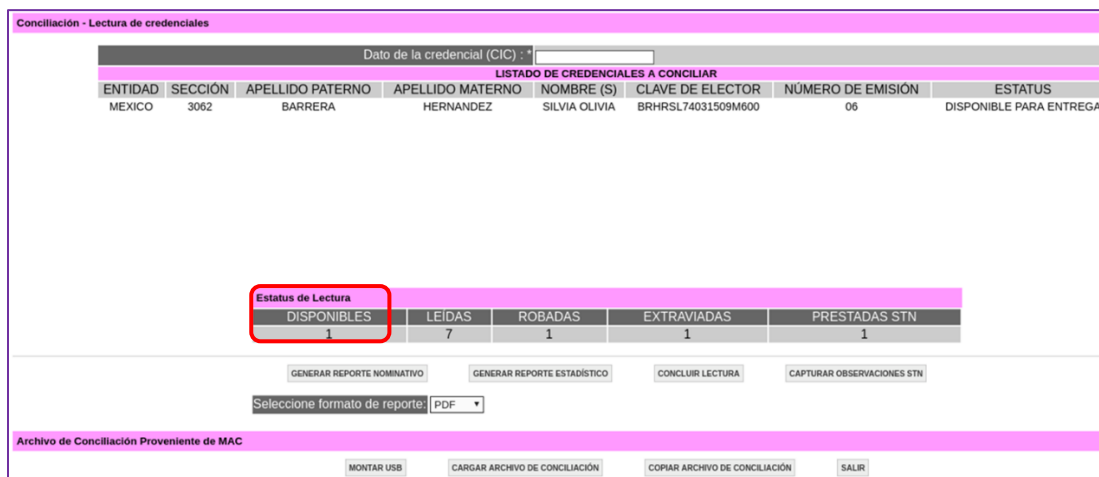 Conciliación - Lectura de credenciales
Dato de la credencial (CIC) : *
LISTADO DE CREDENCIALES A CONCILIAR
ENTIDAD SECCIÓN APELLIDO PATERNO APELLIDO MATERNO NOMBRE (S) CLAVE DE ELECTOR NÚMERO DE EMISIÓN ESTATUS
MEXICO 3062 BARRERA HERNANDEZ SILVIA OLIVIA BRHRSL74031509M600 06 DISPONIBLE PARA ENTREGA
Estatus de Lectura
DISPONIBLES LEÍDAS ROBADAS EXTRAVIADAS PRESTADAS STN
1 7 1 1 1
GENERAR REPORTE NOMINATIVO GENERAR REPORTE ESTADÍSTICO CONCLUIR LECTURA CAPTURAR OBSERVACIONES STN
Seleccione formato de reporte: PDF
Archivo de Conciliación Proveniente de MAC
MONTAR USB CARGAR ARCHIVO DE CONCILIACIÓN COPIAR ARCHIVO DE CONCILIACIÓN SALIR